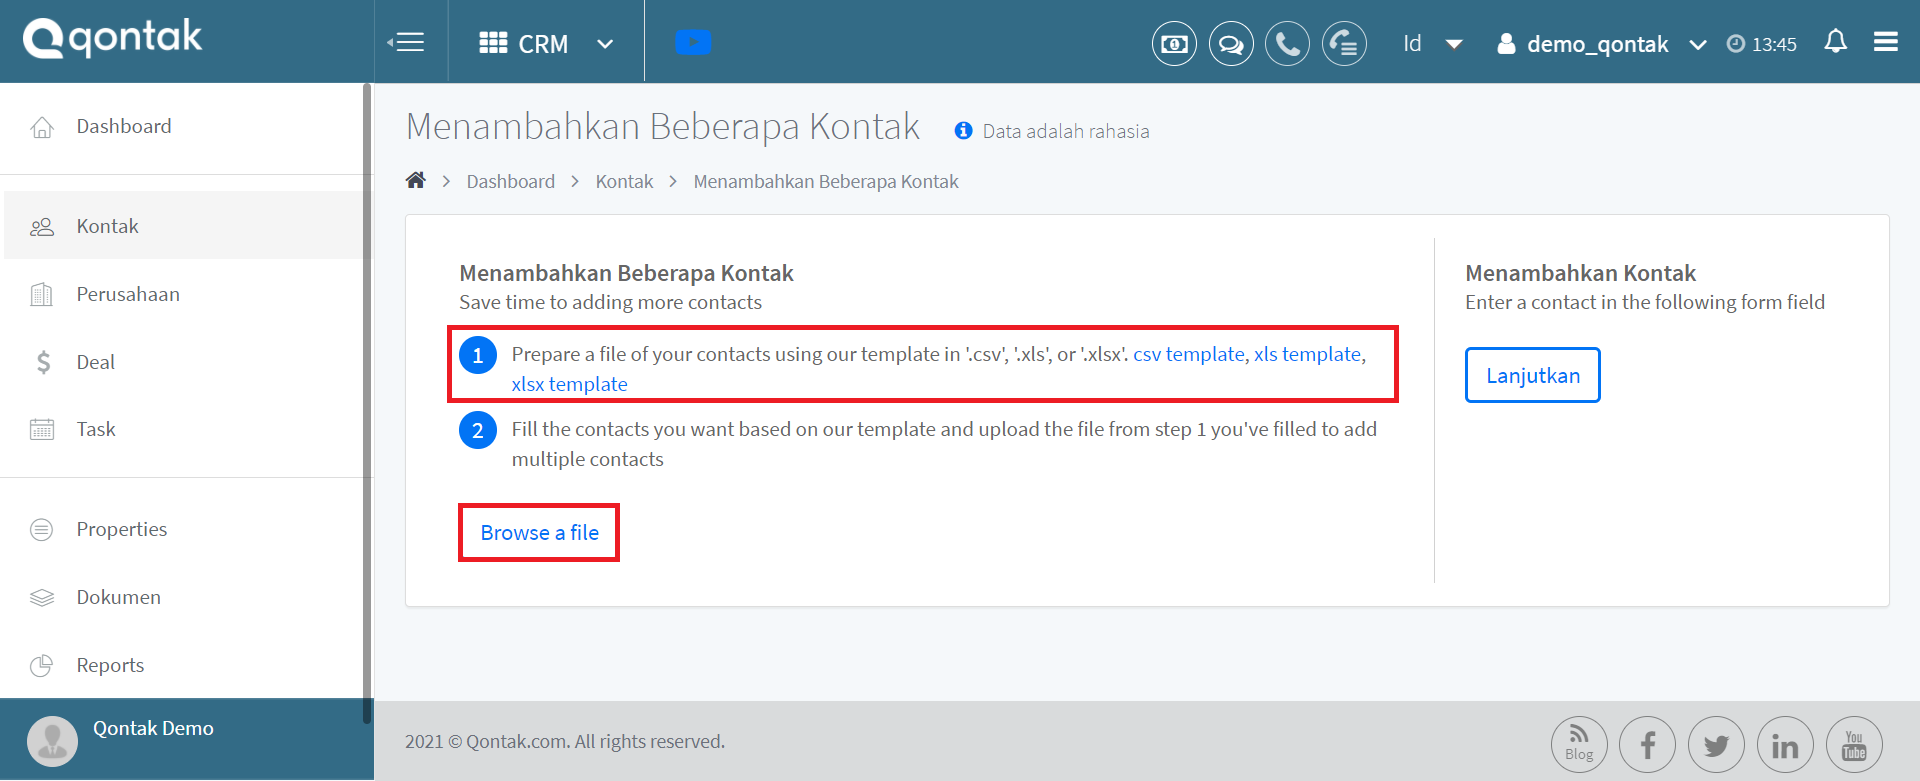 qontak
CRM
Id
demo_qontak
13:45
Dashboard
Kontak
Perusahaan
Deal
Task
Properties
Dokumen
Reports
Qontak Demo
Menambahkan Beberapa Kontak
Data adalah rahasia
Dashboard > Kontak > Menambahkan Beberapa Kontak
Menambahkan Beberapa Kontak
Save time to adding more contacts
1 Prepare a file of your contacts using our template in '.csv', '.xls', or '.xlsx'. csv template, xls template,
xlsx template
2 Fill the contacts you want based on our template and upload the file from step 1 you've filled to add
multiple contacts
Browse a file
Menambahkan Kontak
Enter a contact in the following form field
Lanjutkan
2021 © Qontak.com. All rights reserved.
Blog
You
Tube